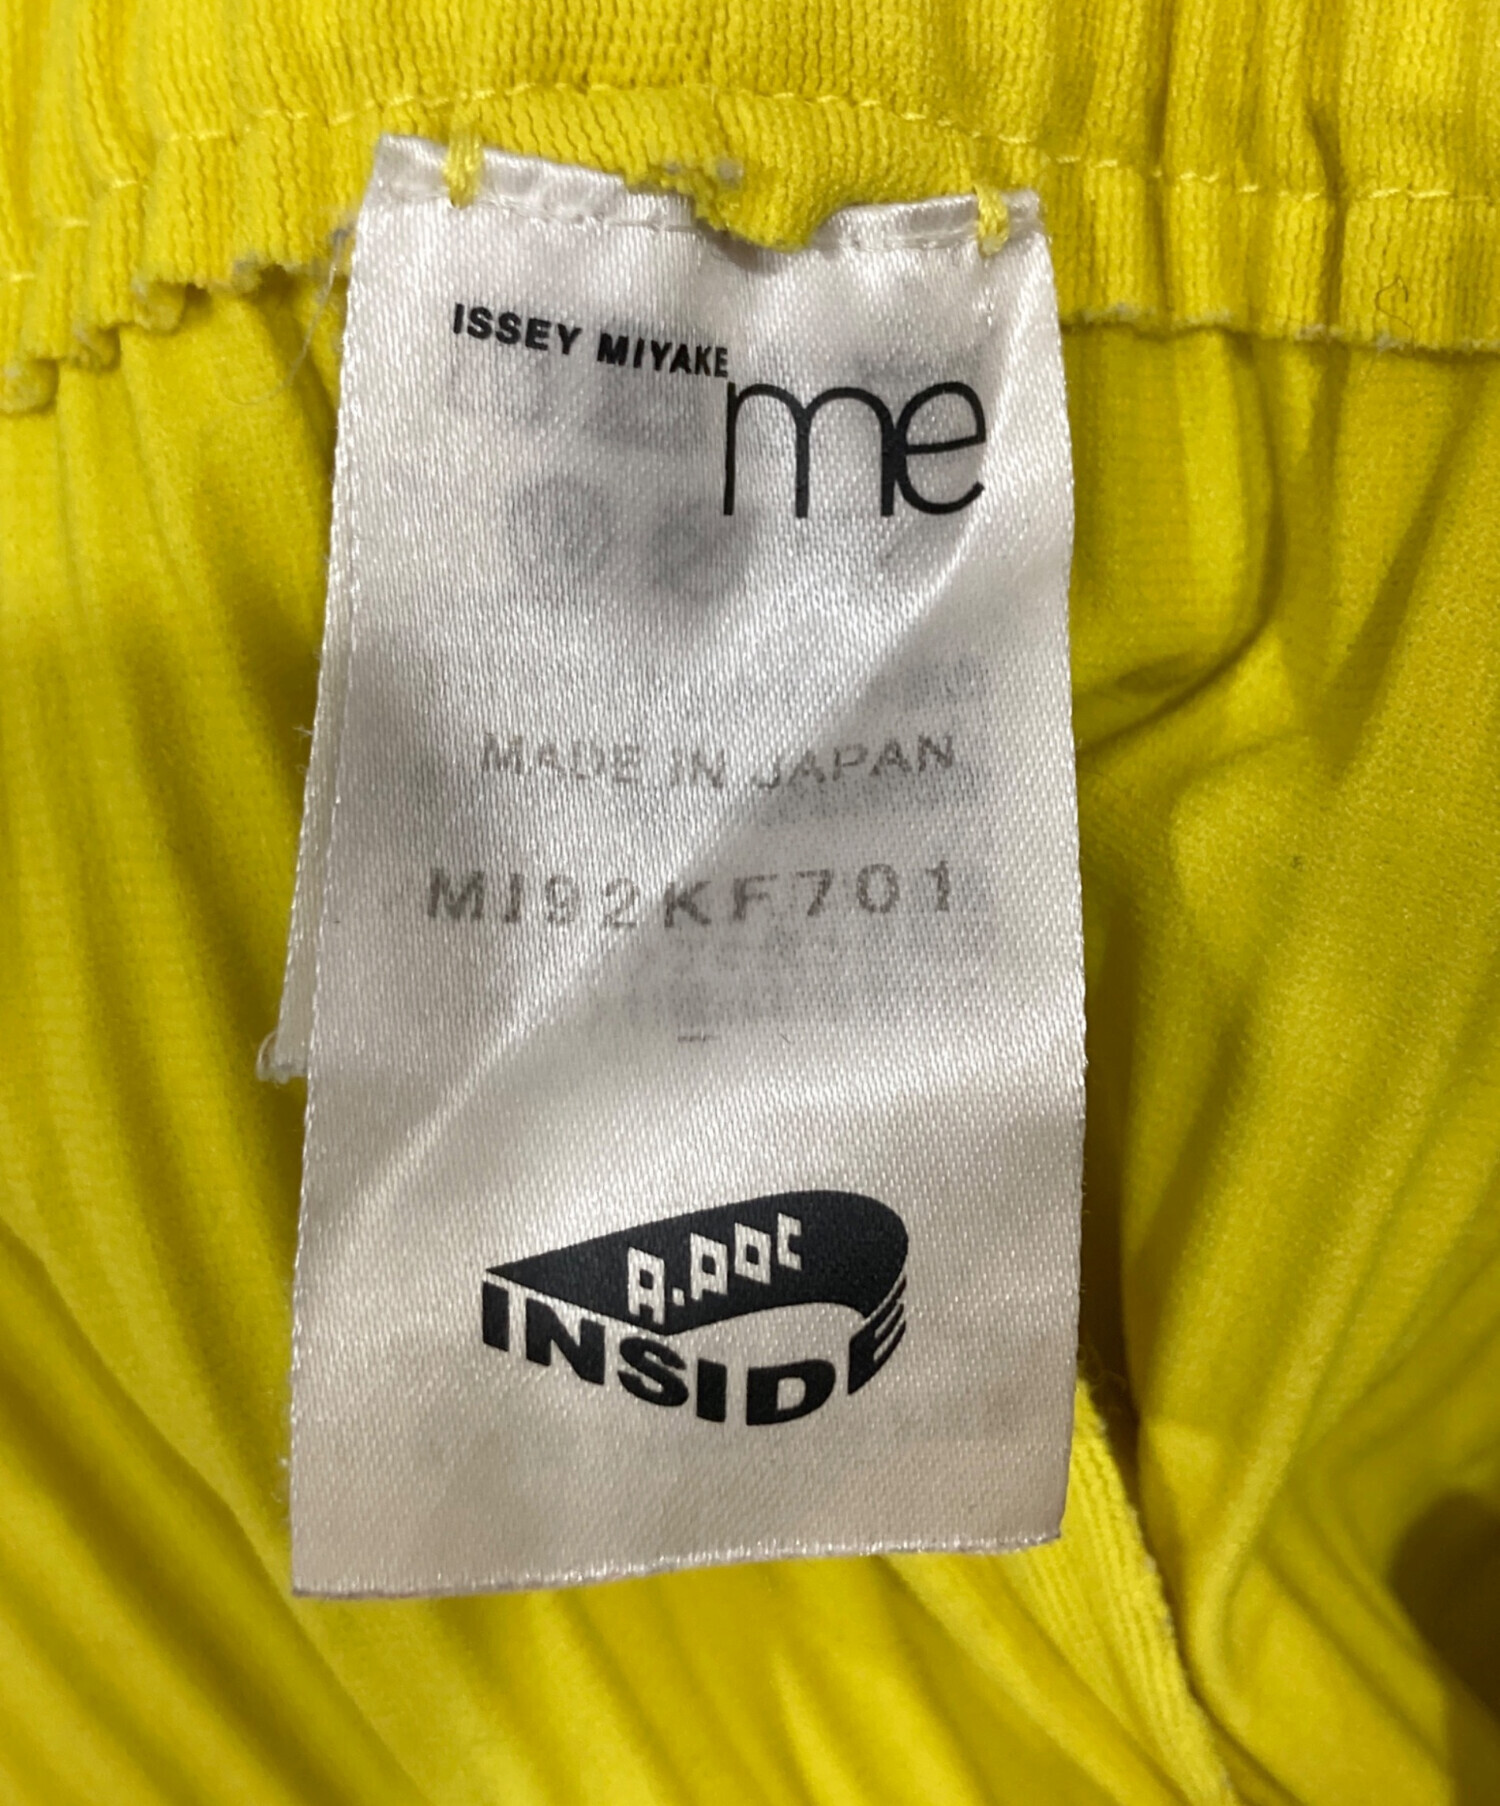 ISSEY MIYAKE
me
MADE IN JAPAN
MI92KF701
A.POC
INSIDE